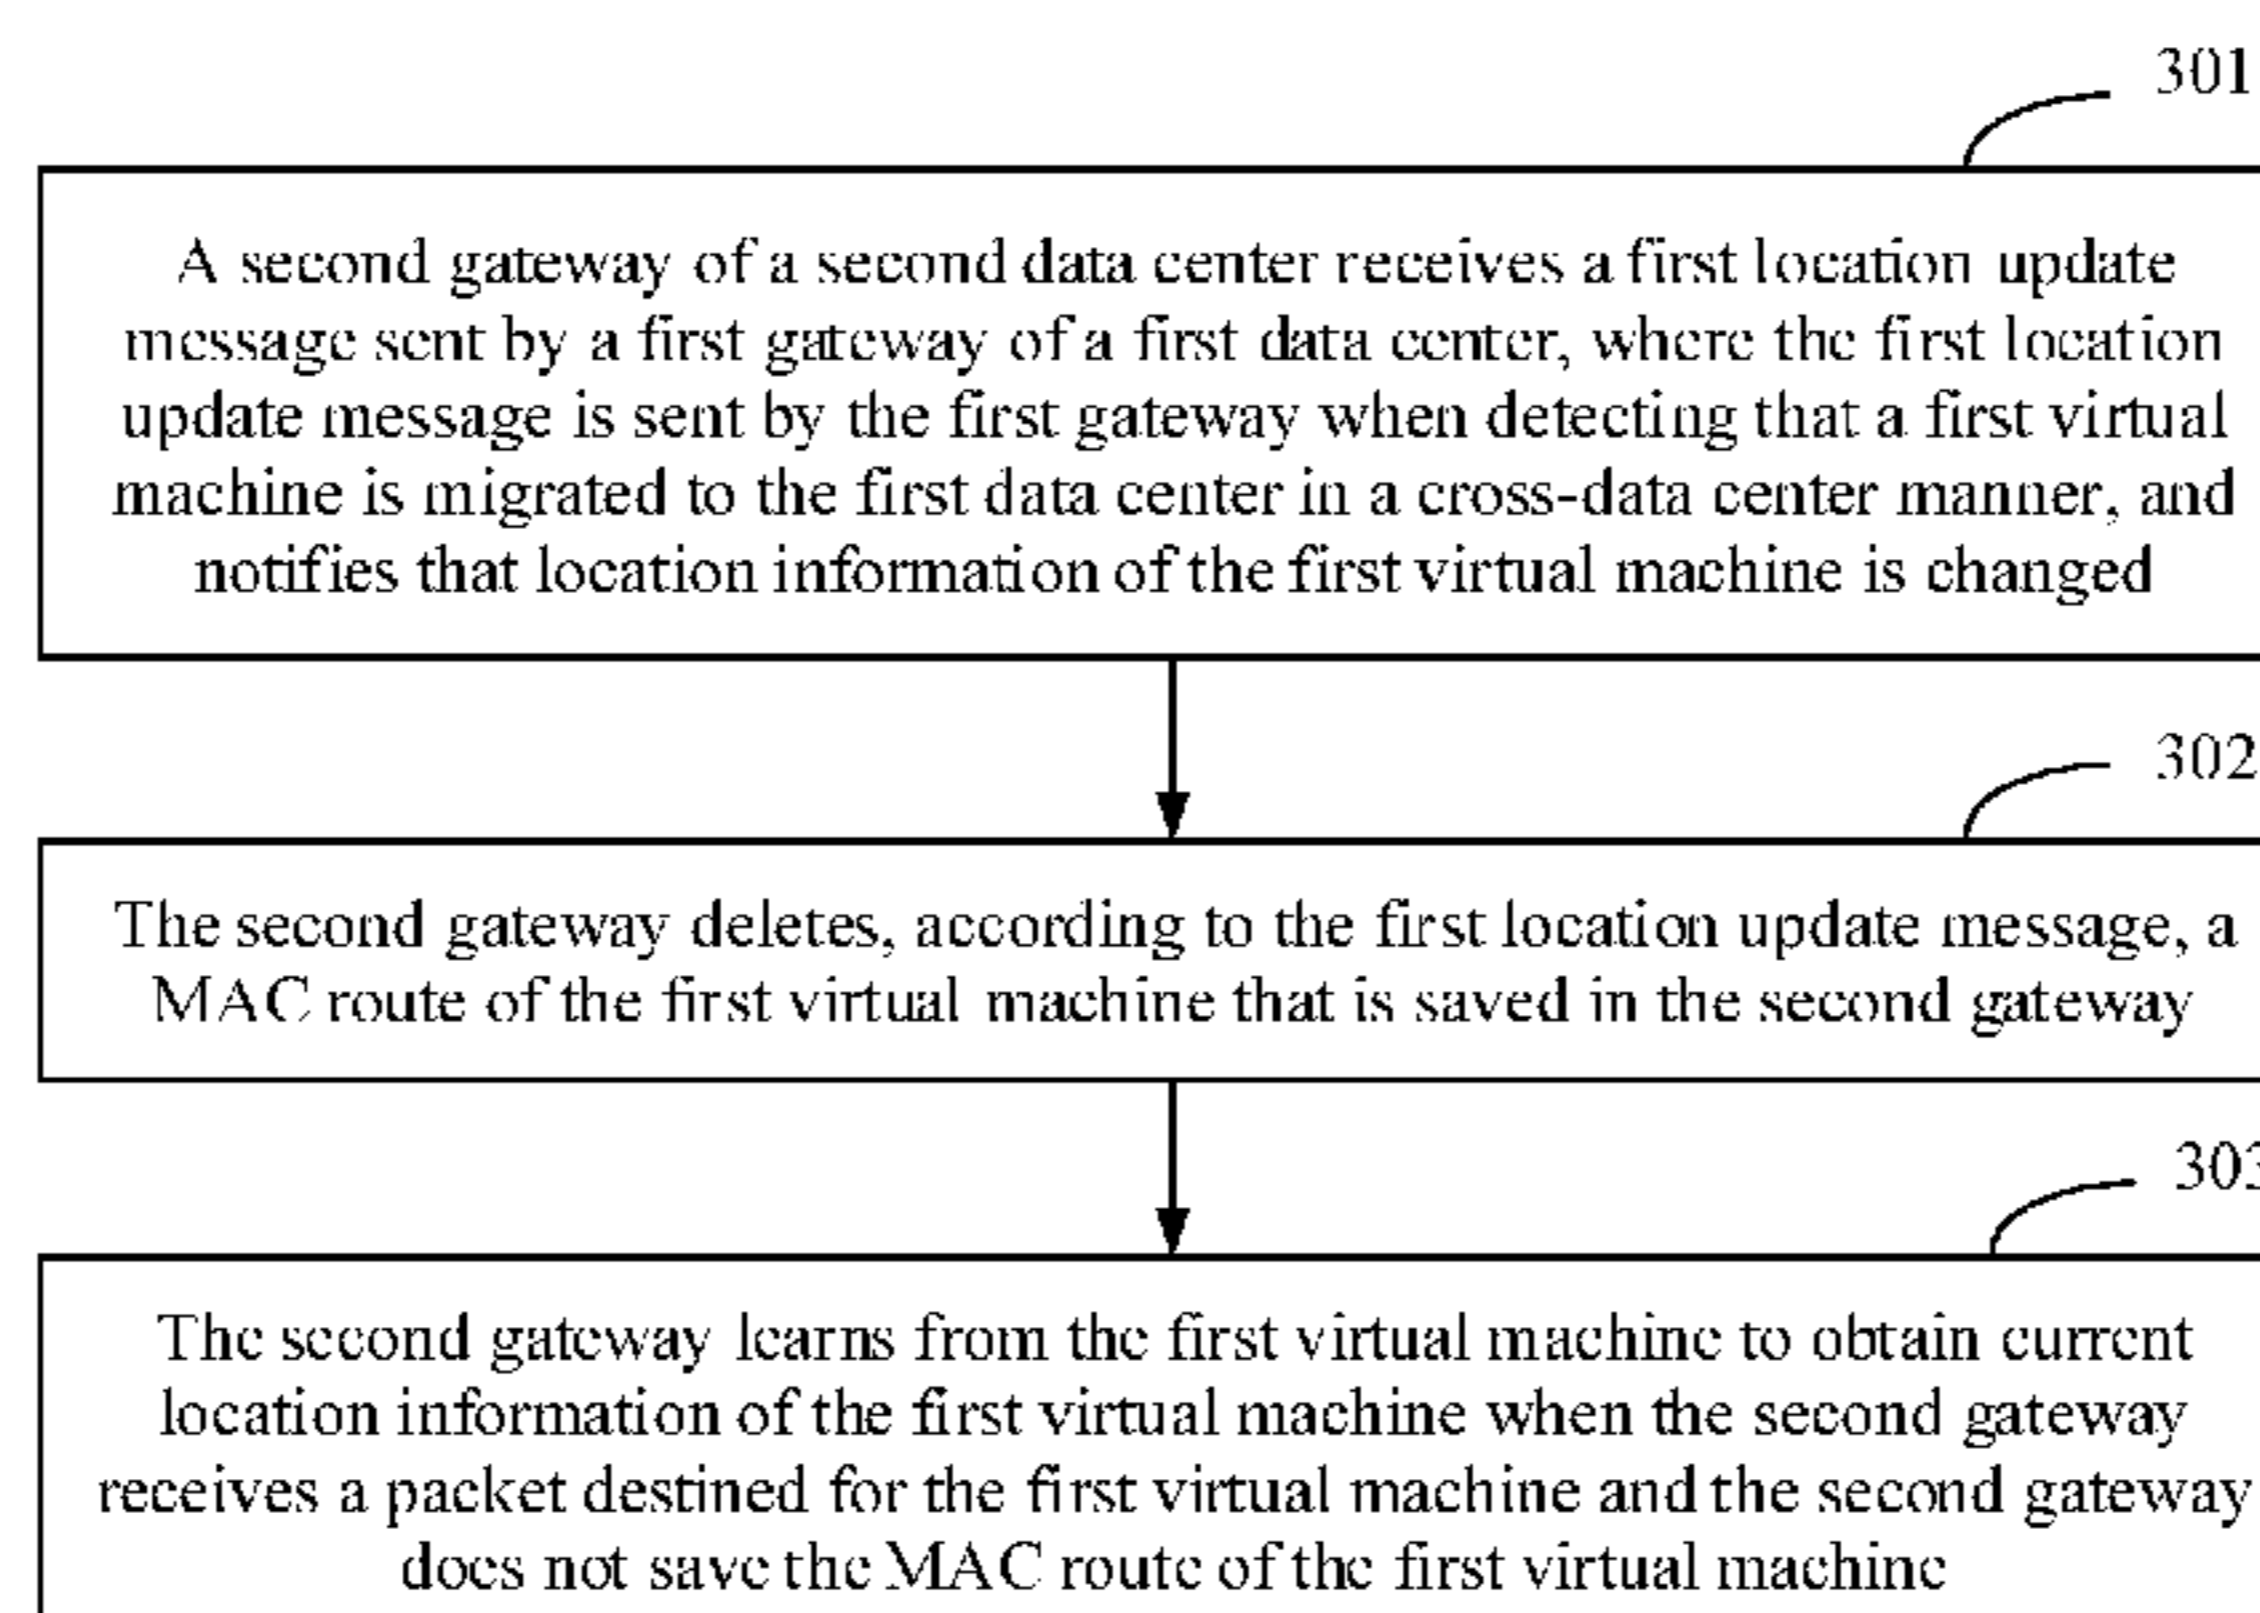 301
A second gateway of a second data center receives a first location update
message sent by a first gateway of a first data center, where the first location
update message is sent by the first gateway when detecting that a first virtual
machine is migrated to the first data center in a cross-data center manner, and
notifies that location information of the first virtual machine is changed
302
The second gateway deletes, according to the first location update message, a
MAC route of the first virtual machine that is saved in the second gateway
303
The second gateway learns from the first virtual machine to obtain current
location information of the first virtual machine when the second gateway
receives a packet destined for the first virtual machine and the second gateway
does not save the MAC route of the first virtual machine